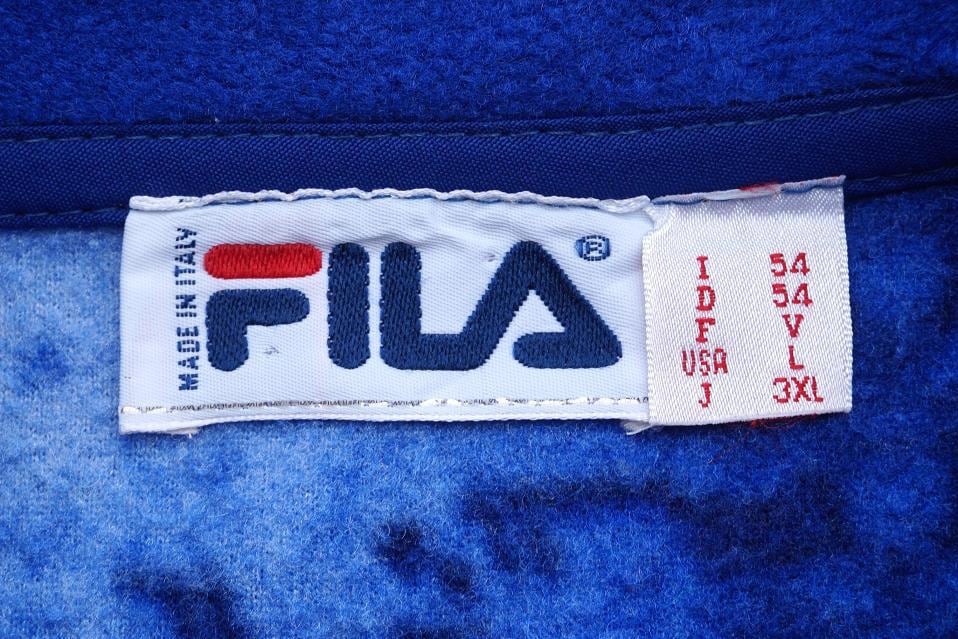 MADE IN ITALY
FILA®
I 54
D 54
F V
USA L
J 3XL